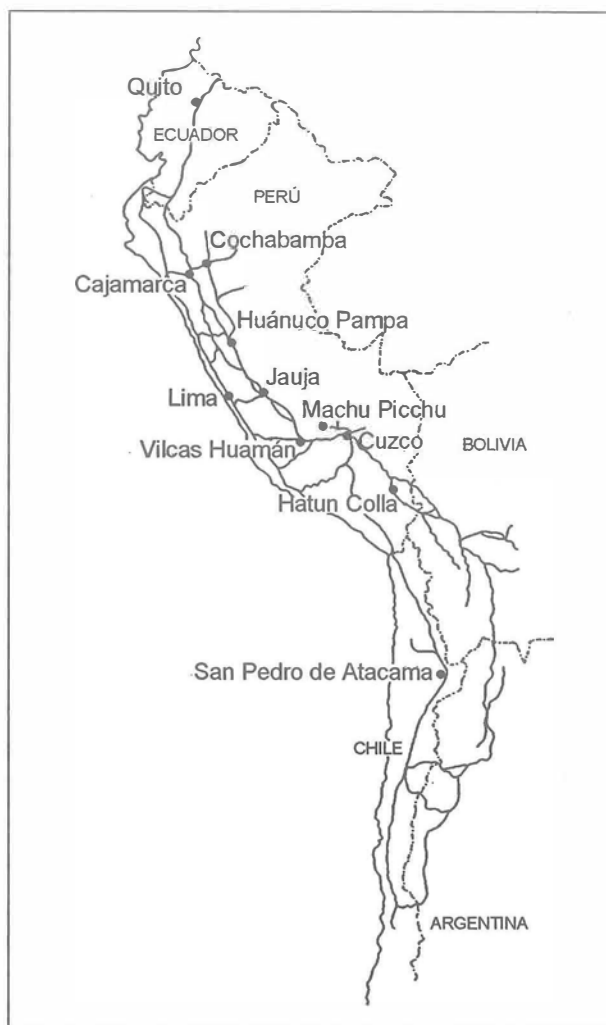 Quito
ECUADOR
PERÚ
Cochabamba
Cajamarca
Huánuco Pampa
Jauja
Lima
Machu Picchu
Vilcas Huamán
Cuzco
BOLIVIA
Hatun Colla
San Pedro de Atacama
CHILE
ARGENTINA